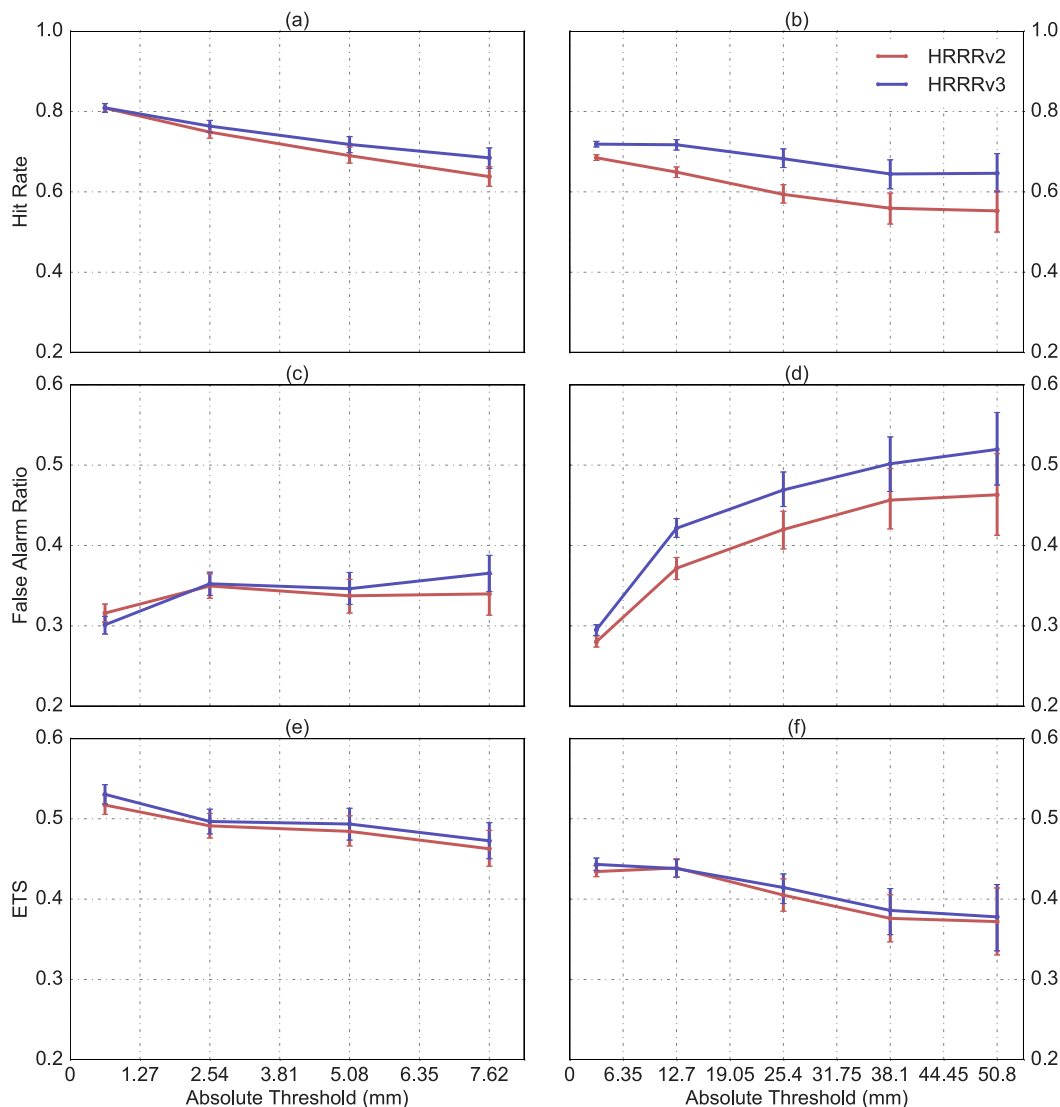 (a) (b)
1.0 1.0
HRRRv2
HRRRv3
0.8 0.8
Hit Rate
0.6 0.6
0.4 0.4
0.2 0.2
(c) (d)
0.6 0.6
0.5 0.5
False Alarm Ratio
0.4 0.4
0.3 0.3
0.2 0.2
(e) (f)
0.6 0.6
0.5 0.5
ETS
0.4 0.4
0.3 0.3
0.2 0.2
0 1.27 2.54 3.81 5.08 6.35 7.62 0 6.35 12.7 19.05 25.4 31.75 38.1 44.45 50.8
Absolute Threshold (mm) Absolute Threshold (mm)